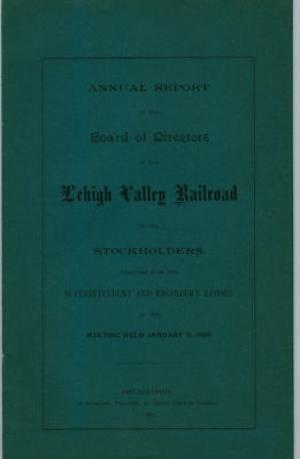 ANNUAL REPORT
OF THE
Board of Directors
OF THE
Lehigh Valley Railroad
TO THE
STOCKHOLDERS,
TOGETHER WITH THE
SUPERINTENDENT AND ENGINEER'S REPORT
AT THE
MEETING HELD JANUARY
PHILADELPHIA:
PRINTER,